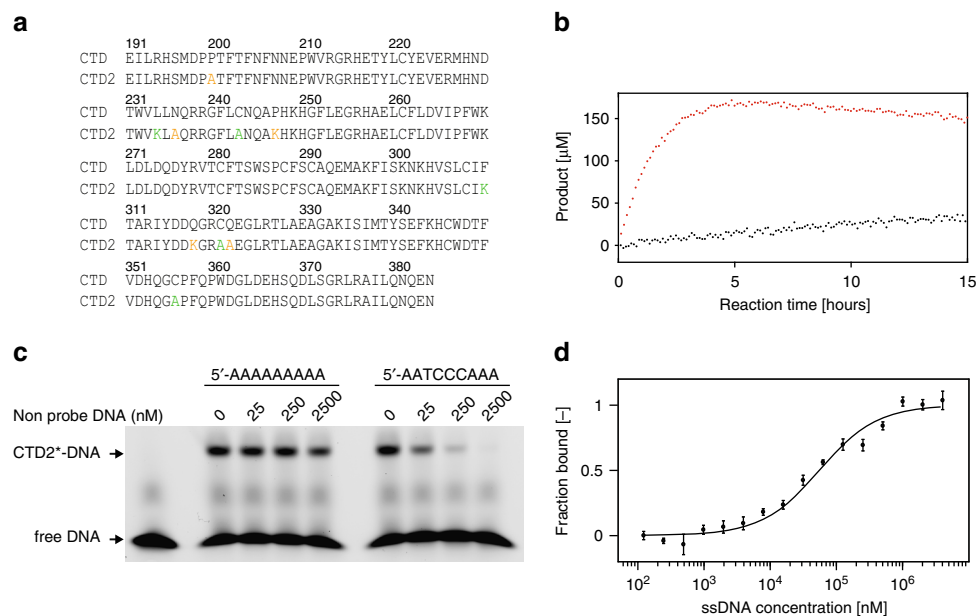 a
191 200 210 220
CTD EILRHSMDPPTFTFNFNNEPWVRGRHETYLCYEVERMHND
CTD2 EILRHSMDPATFTFNFNNEPWVRGRHETYLCYEVERMHND
231 240 250 260
CTD TWVLLNQRRGFLCNQAPHKHGFLEGRHAELCFLDVIPFWK
CTD2 TWVKLAQRRGFLANQAKHKHGFLEGRHAELCFLDVIPFWK
271 280 290 300
CTD LDLDQDYRVTCFTSWSPCFSCAQEMAKFISKNKHVSLCIF
CTD2 LDLDQDYRVTCFTSWSPCFSCAQEMAKFISKNKHVSLCIK
311 320 330 340
CTD TARIYDDQGRCQEGLRTLAEAGAKISIMTYSEFKHCWDTF
CTD2 TARIYDDKGRAAEGLRTLAEAGAKISIMTYSEFKHCWDTF
351 360 370 380
CTD VDHQGCPFQPWDGLDEHSQDLSGRLRAILQNQEN
CTD2 VDHQGAPFQPWDGLDEHSQDLSGRLRAILQNQEN
b
Product [µM]
150
100
50
0
0 5 10 15
Reaction time [hours]
c
5′-AAAAAAAAA 5′-AATCCCAAA
Non probe DNA (nM) 0 25 250 2500 0 25 250 2500
CTD2*-DNA
free DNA
d
Fraction bound [–]
1
0.5
0
10² 10³ 10⁴ 10⁵ 10⁶
ssDNA concentration [nM]